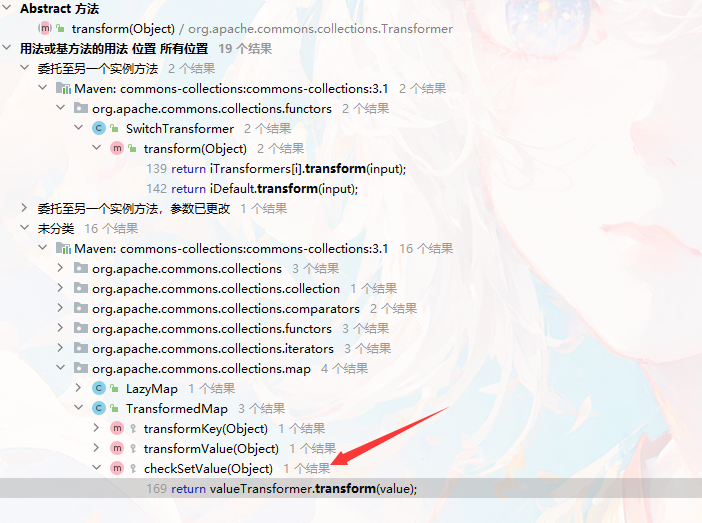 Abstract 方法
transform(Object) / org.apache.commons.collections.Transformer
用法或基方法的用法 位置 所有位置 19 个结果
委托至另一个实例方法 2 个结果
Maven: commons-collections:commons-collections:3.1 2 个结果
org.apache.commons.collections.functors 2 个结果
SwitchTransformer 2 个结果
transform(Object) 2 个结果
139 return iTransformers[i].transform(input);
142 return iDefault.transform(input);
委托至另一个实例方法，参数已更改 1 个结果
未分类 16 个结果
Maven: commons-collections:commons-collections:3.1 16 个结果
org.apache.commons.collections 3 个结果
org.apache.commons.collections.collection 1 个结果
org.apache.commons.collections.comparators 2 个结果
org.apache.commons.collections.functors 3 个结果
org.apache.commons.collections.iterators 3 个结果
org.apache.commons.collections.map 4 个结果
LazyMap 1 个结果
TransformedMap 3 个结果
transformKey(Object) 1 个结果
transformValue(Object) 1 个结果
checkSetValue(Object) 1 个结果
169 return valueTransformer.transform(value);